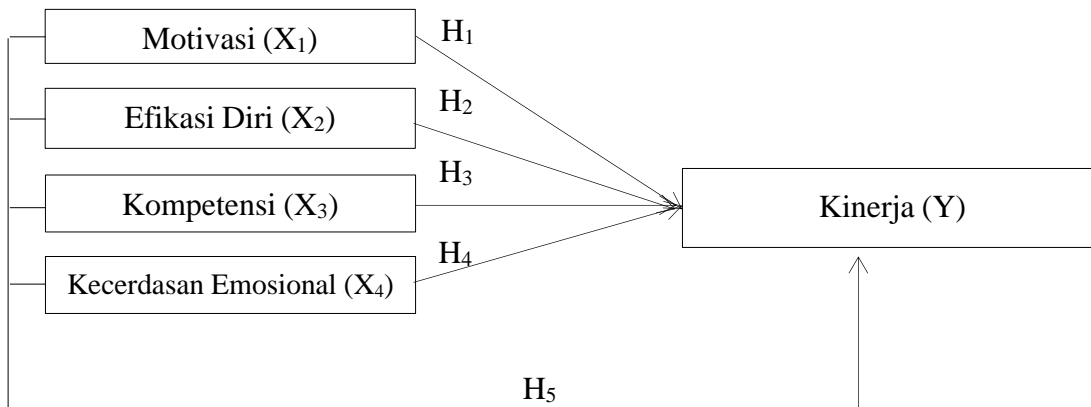 Motivasi (X₁)
H₁
Efikasi Diri (X₂)
H₂
Kompetensi (X₃)
H₃
Kinerja (Y)
Kecerdasan Emosional (X₄)
H₄
H₅